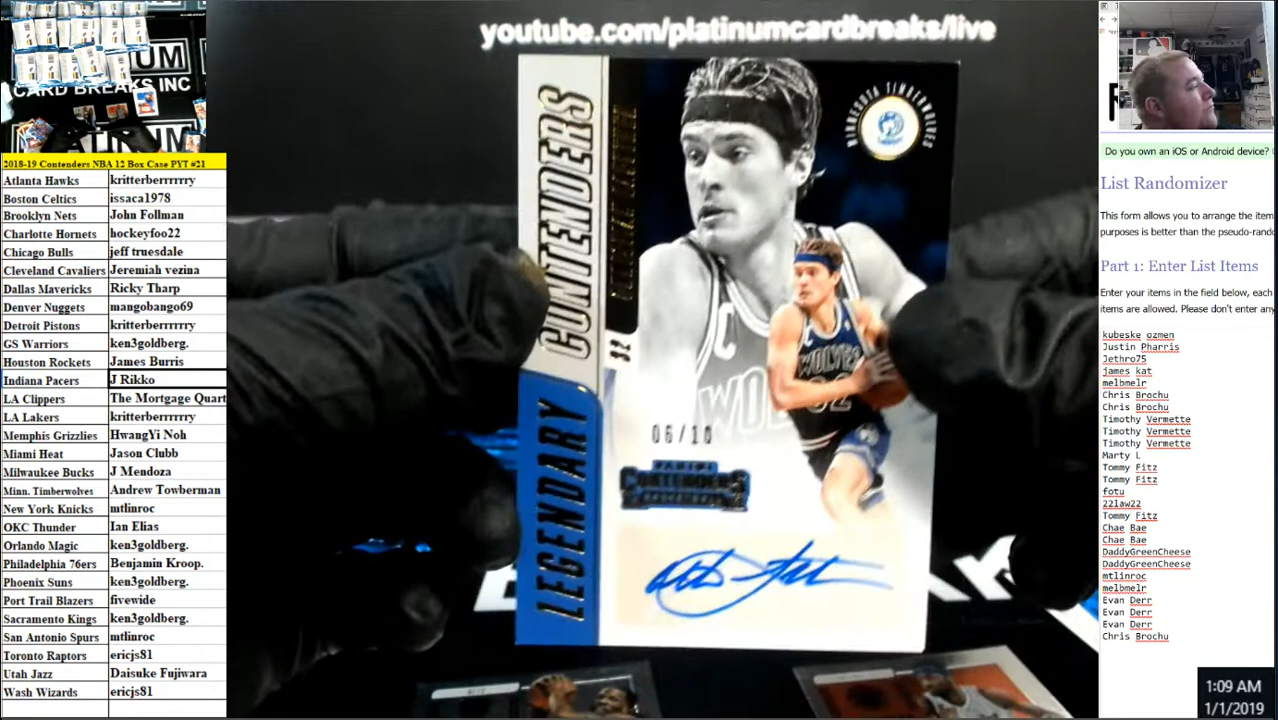 youtube.com/platinumcardbreaks/live
CARD BREAKS INC
2018-19 Contenders NBA 12 Box Case PYT #21
Atlanta Hawks kritterberrrrrry
Boston Celtics issaca1978
Brooklyn Nets John Follman
Charlotte Hornets hockeyfoo22
Chicago Bulls jeff truesdale
Cleveland Cavaliers Jeremiah vezina
Dallas Mavericks Ricky Tharp
Denver Nuggets mangobango69
Detroit Pistons kritterberrrrrry
GS Warriors ken3goldberg.
Houston Rockets James Burris
Indiana Pacers J Rikko
LA Clippers The Mortgage Quart
LA Lakers kritterberrrrrry
Memphis Grizzlies HwangYi Noh
Miami Heat Jason Clubb
Milwaukee Bucks J Mendoza
Minn. Timberwolves Andrew Towberman
New York Knicks mtlinroc
OKC Thunder Ian Elias
Orlando Magic ken3goldberg.
Philadelphia 76ers Benjamin Kroop.
Phoenix Suns ken3goldberg.
Port Trail Blazers fivewide
Sacramento Kings ken3goldberg.
San Antonio Spurs mtlinroc
Toronto Raptors ericjs81
Utah Jazz Daisuke Fujiwara
Wash Wizards ericjs81
CONTENDERS
LEGENDARY
MINNESOTA TIMBERWOLVES
WOLVES
32
06/10
PANINI
CONTENDERS
Do you own an iOS or Android device?
List Randomizer
This form allows you to arrange the item
purposes is better than the pseudo-rando
Part 1: Enter List Items
Enter your items in the field below, each
items are allowed. Please don't enter any
kubeske ozmen
Justin Pharris
Jethro75
james kat
melbmelr
Chris Brochu
Chris Brochu
Timothy Vermette
Timothy Vermette
Timothy Vermette
Marty L
Tommy Fitz
Tommy Fitz
fotu
22law22
Tommy Fitz
Chae Bae
Chae Bae
DaddyGreenCheese
DaddyGreenCheese
mtlinroc
melbmelr
Evan Derr
Evan Derr
Evan Derr
Chris Brochu
1:09 AM
1/1/2019